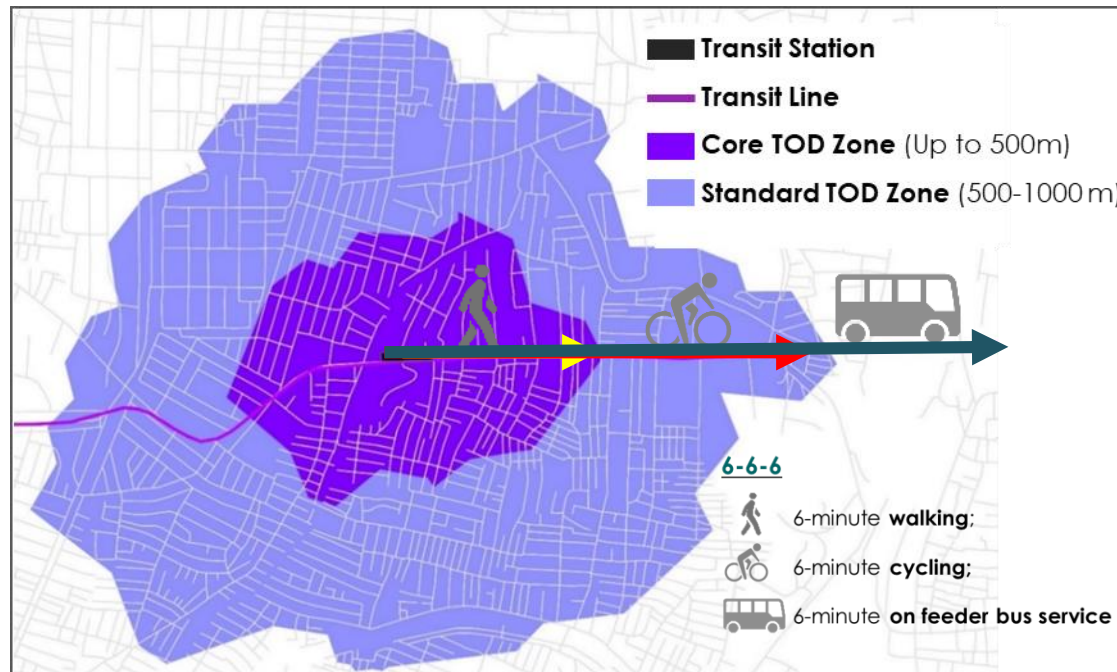 Transit Station
Transit Line
Core TOD Zone (Up to 500m)
Standard TOD Zone (500-1000 m)
6-6-6
6-minute walking;
6-minute cycling;
6-minute on feeder bus service